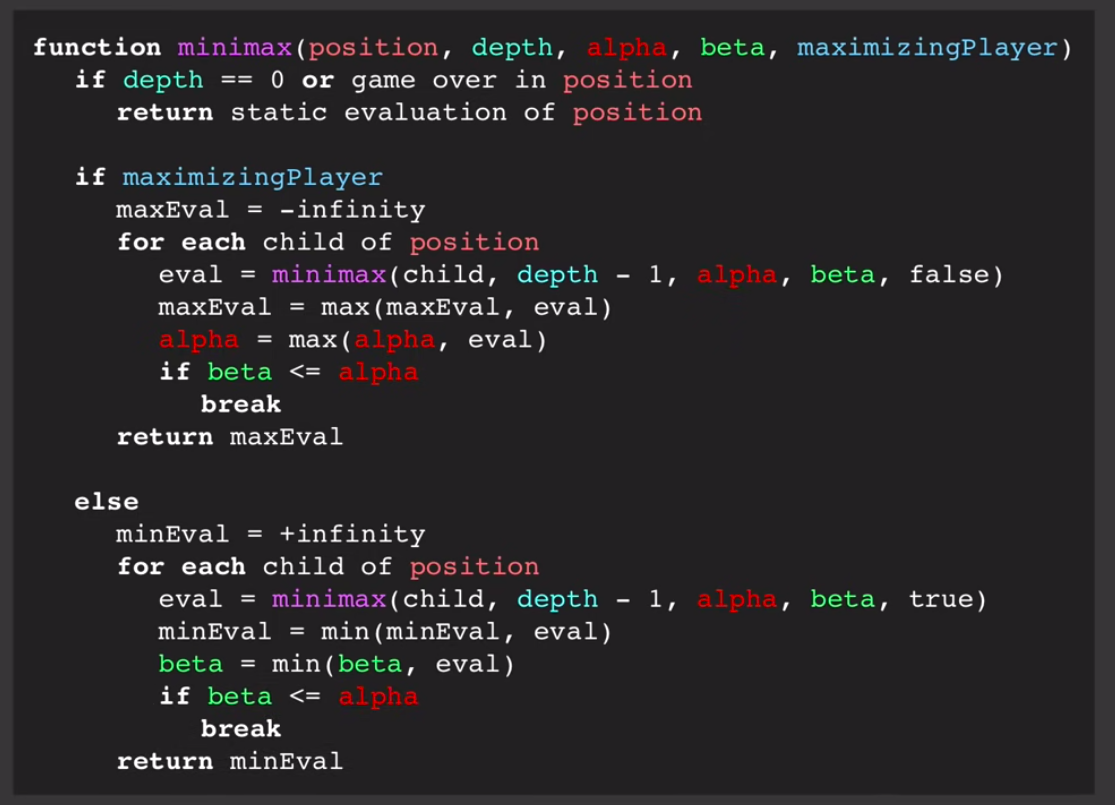 function minimax(position, depth, alpha, beta, maximizingPlayer)
if depth == 0 or game over in position
return static evaluation of position
if maximizingPlayer
maxEval = -infinity
for each child of position
eval = minimax(child, depth - 1, alpha, beta, false)
maxEval = max(maxEval, eval)
alpha = max(alpha, eval)
if beta <= alpha
break
return maxEval
else
minEval = +infinity
for each child of position
eval = minimax(child, depth - 1, alpha, beta, true)
minEval = min(minEval, eval)
beta = min(beta, eval)
if beta <= alpha
break
return minEval